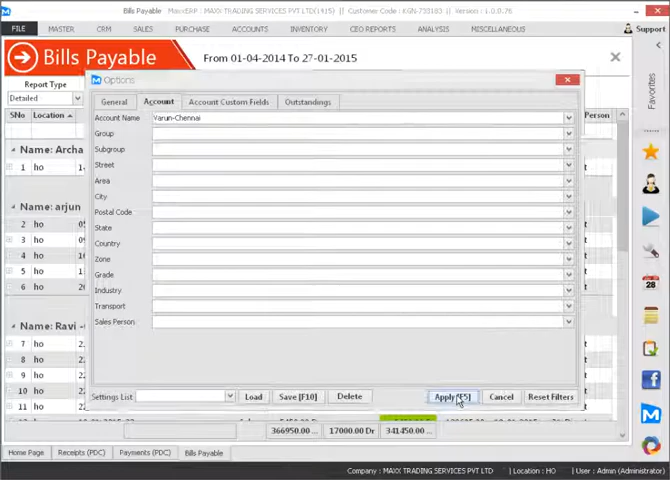 Bills Payable MaxxERP - MAXX TRADING SERVICES PVT LTD(1415) || Customer Code : KGN-733183 || Version : 1.0.0.76
FILE MASTER CRM SALES PURCHASE ACCOUNTS INVENTORY CEO REPORTS ANALYSIS MISCELLANEOUS Support
Bills Payable From 01-04-2014 To 27-01-2015
Report Type
Detailed
Options
General Account Account Custom Fields Outstandings
SNo Location Person
Account Name Varun-Chennai
Group
Subgroup
Street
Area
City
Postal Code
State
Country
Zone
Grade
Industry
Transport
Sales Person
Name: Archa
1 ho
Name: arjun
2 ho
3 ho
4 ho
5 ho
6 ho
Name: Ravi -
7 ho
8 ho
9 ho
10 ho
11 ho
Favorites
28
Settings List Load Save [F10] Delete Apply [F5] Cancel Reset Filters
366950.00 ... 17000.00 Dr 341450.00 ...
Home Page Receipts (PDC) Payments (PDC) Bills Payable
Company : MAXX TRADING SERVICES PVT LTD Location : HO User : Admin (Administrator)